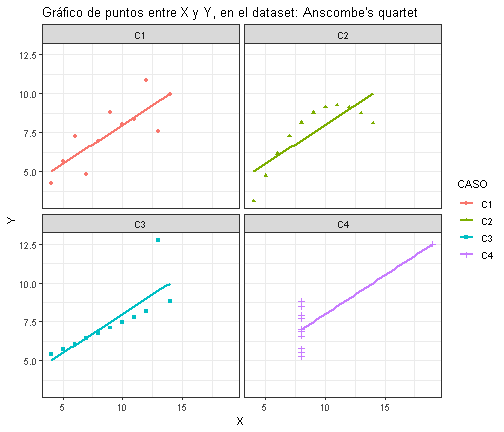 Gráfico de puntos entre X y Y, en el dataset: Anscombe's quartet
C1
C2
12.5
10.0
7.5
5.0
C3
C4
12.5
10.0
7.5
5.0
5
10
15
5
10
15
X
Y
CASO
C1
C2
C3
C4